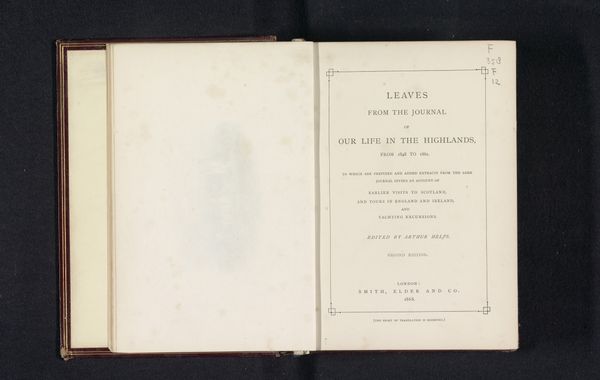 F
359
F
12
LEAVES
FROM THE JOURNAL
OF
OUR LIFE IN THE HIGHLANDS,
FROM 1848 TO 1861.
TO WHICH ARE PREFIXED AND ADDED EXTRACTS FROM THE SAME
JOURNAL GIVING AN ACCOUNT OF
EARLIER VISITS TO SCOTLAND,
AND TOURS IN ENGLAND AND IRELAND,
AND
YACHTING EXCURSIONS.
EDITED BY ARTHUR HELPS.
SECOND EDITION.
LONDON:
SMITH, ELDER AND CO.
1868.
[THE RIGHT OF TRANSLATION IS RESERVED.]